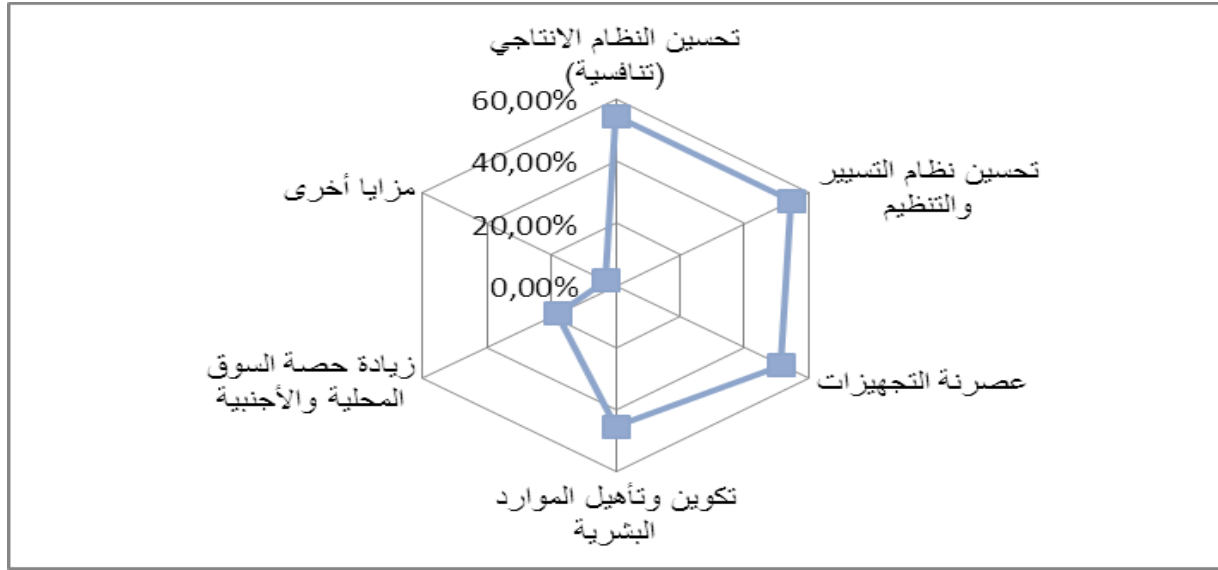 تحسين النظام الانتاجي
(تنافسية)
60,00%
40,00%
20,00%
0,00%
تحسين نظام التسيير
والتنظيم
عصرنة التجهيزات
تكوين وتأهيل الموارد
البشرية
زيادة حصة السوق
المحلية والأجنبية
مزايا أخرى